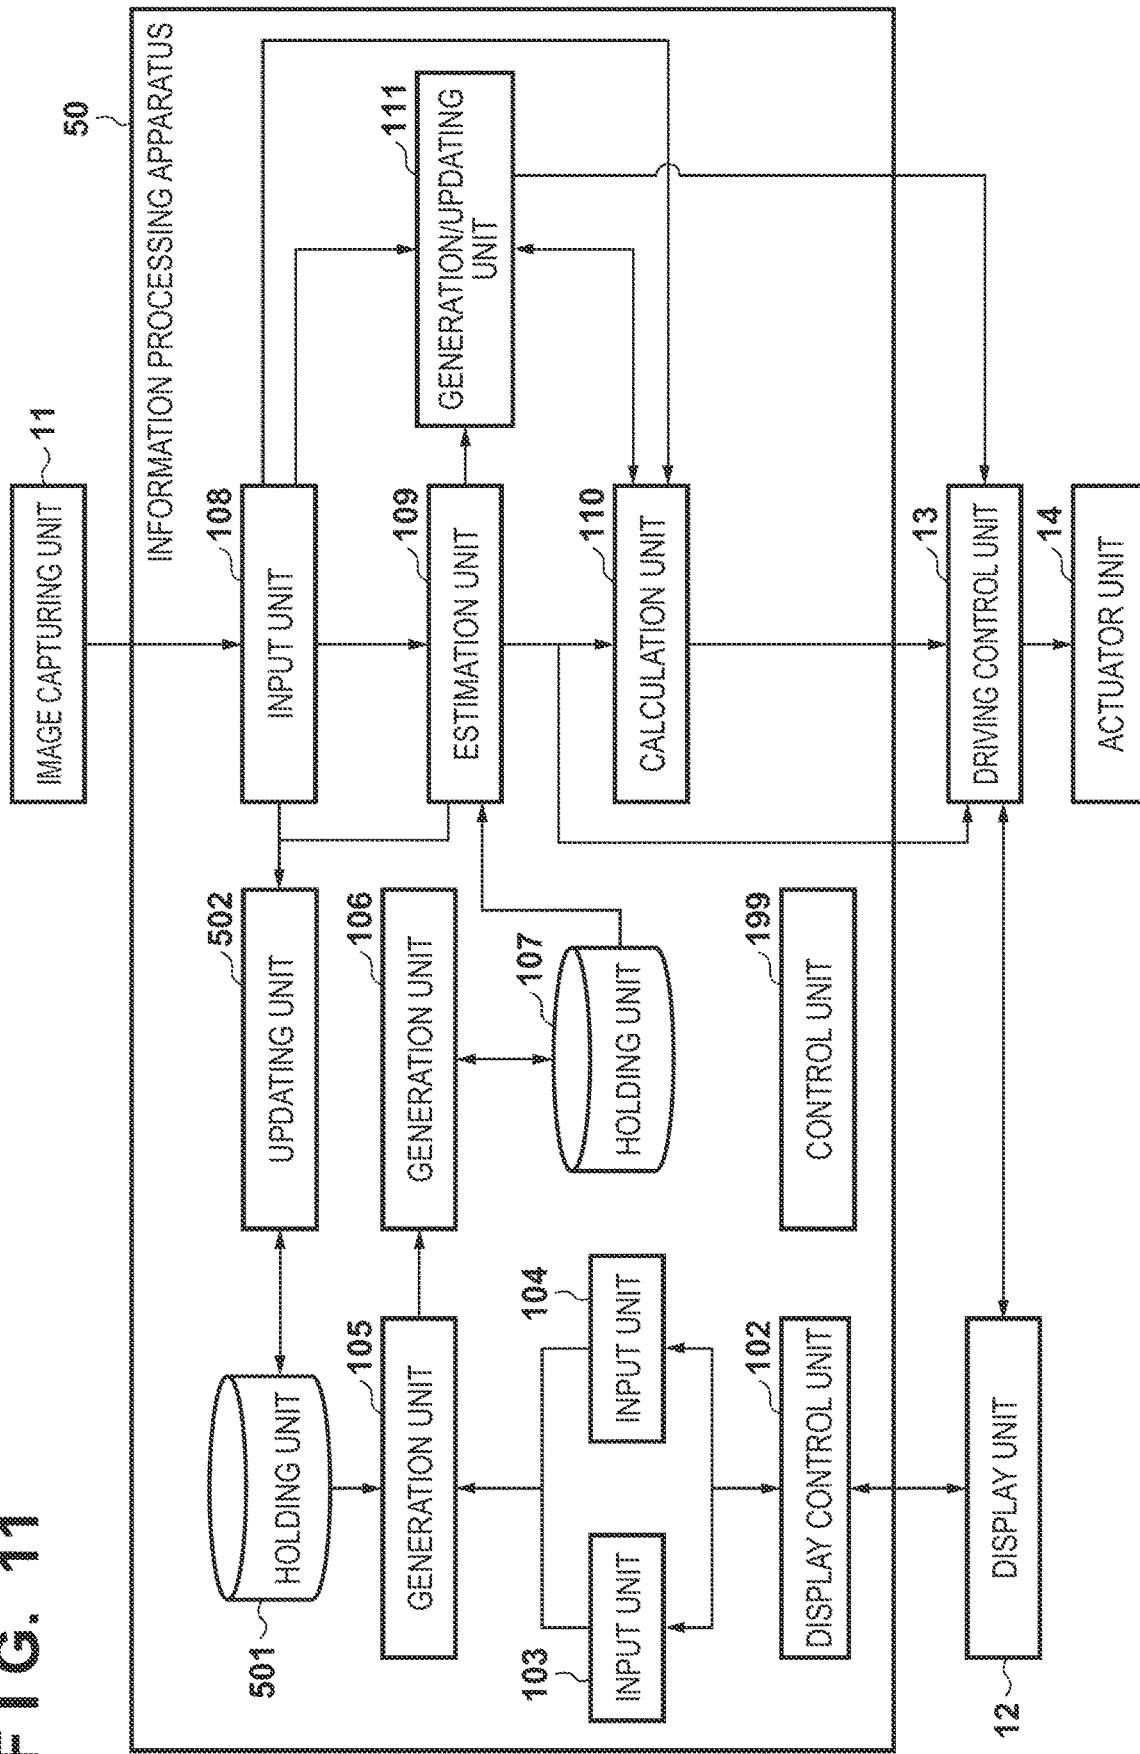 FIG. 11
50
INFORMATION PROCESSING APPARATUS
IMAGE CAPTURING UNIT
11
501
HOLDING UNIT
502
UPDATING UNIT
108
INPUT UNIT
105
GENERATION UNIT
106
GENERATION UNIT
109
ESTIMATION UNIT
111
GENERATION/UPDATING
UNIT
103
INPUT UNIT
104
INPUT UNIT
107
HOLDING UNIT
110
CALCULATION UNIT
102
DISPLAY CONTROL UNIT
199
CONTROL UNIT
12
DISPLAY UNIT
13
DRIVING CONTROL UNIT
14
ACTUATOR UNIT